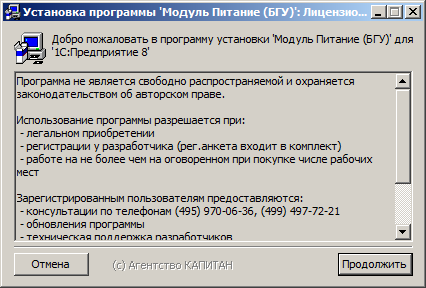 Установка программы 'Модуль Питание (БГУ)': Лицензио...
Добро пожаловать в программу установки 'Модуль Питание (БГУ)' для
'1С:Предприятие 8'
Программа не является свободно распространяемой и охраняется
законодательством об авторском праве.
Использование программы разрешается при:
- легальном приобретении
- регистрации у разработчика (рег.анкета входит в комплект)
- работе на не более чем на оговоренном при покупке числе рабочих
мест
Зарегистрированным пользователям предоставляются:
- консультации по телефонам (495) 970-06-36, (499) 497-72-21
- обновления программы
- техническая поддержка разработчиков
Отмена
(c) Агентство КАПИТАН
Продолжить